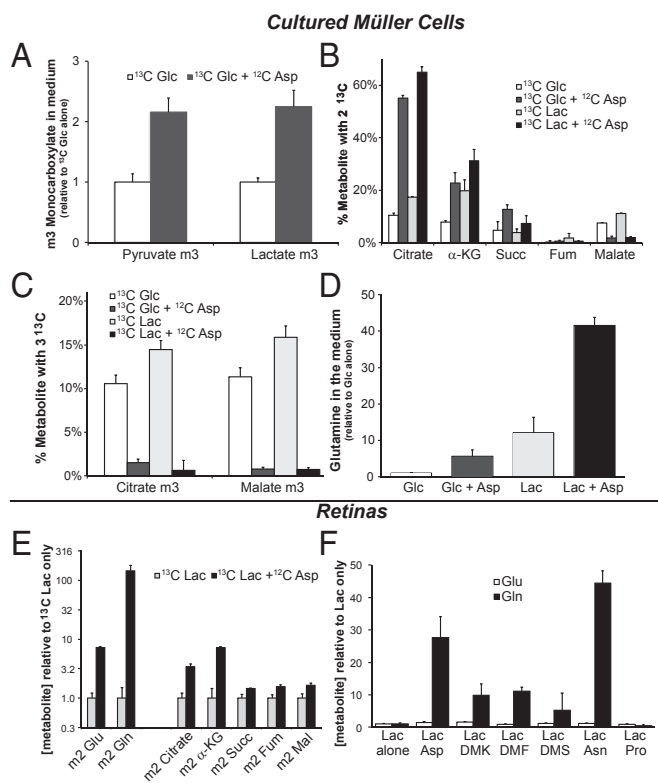 Cultured Müller Cells
A
m3 Monocarboxylate in medium
(relative to ¹³C Glc alone)
3
2
1
0
¹³C Glc
¹³C Glc + ¹²C Asp
Pyruvate m3
Lactate m3
B
% Metabolite with 2 ¹³C
60%
40%
20%
0%
¹³C Glc
¹³C Glc + ¹²C Asp
¹³C Lac
¹³C Lac + ¹²C Asp
Citrate
α-KG
Succ
Fum
Malate
C
% Metabolite with 3 ¹³C
20%
15%
10%
5%
0%
¹³C Glc
¹³C Glc + ¹²C Asp
¹³C Lac
¹³C Lac + ¹²C Asp
Citrate m3
Malate m3
D
Glutamine in the medium
(relative to Glc alone)
50
40
30
20
10
0
Glc
Glc + Asp
Lac
Lac + Asp
Retinas
E
[metabolite] relative to ¹³C Lac only
316
100
32
10
3.2
1.0
0.3
¹³C Lac
¹³C Lac +¹²C Asp
m2 Glu
m2 Gln
m2 Citrate
m2 α-KG
m2 Succ
m2 Fum
m2 Mal
F
[metabolite] relative to Lac only
50
40
30
20
10
0
Glu
Gln
Lac alone
Lac Asp
Lac DMK
Lac DMF
Lac DMS
Lac Asn
Lac Pro